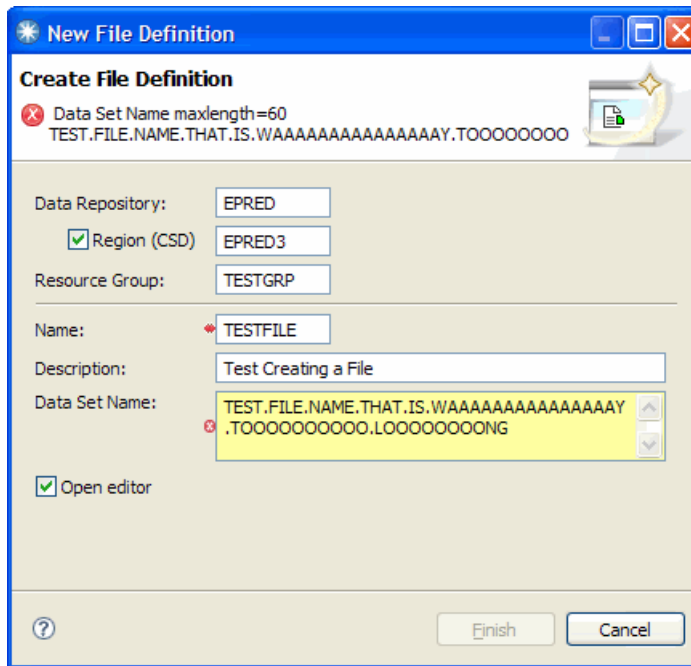 New File Definition
Create File Definition
Data Set Name maxlength=60
TEST.FILE.NAME.THAT.IS.WAAAAAAAAAAAAAAAY.TOOOOOOOO
Data Repository: EPRED
Region (CSD) EPRED3
Resource Group: TESTGRP
Name: TESTFILE
Description: Test Creating a File
Data Set Name: TEST.FILE.NAME.THAT.IS.WAAAAAAAAAAAAAAAY
.TOOOOOOOOOO.LOOOOOOOONG
Open editor
Finish Cancel